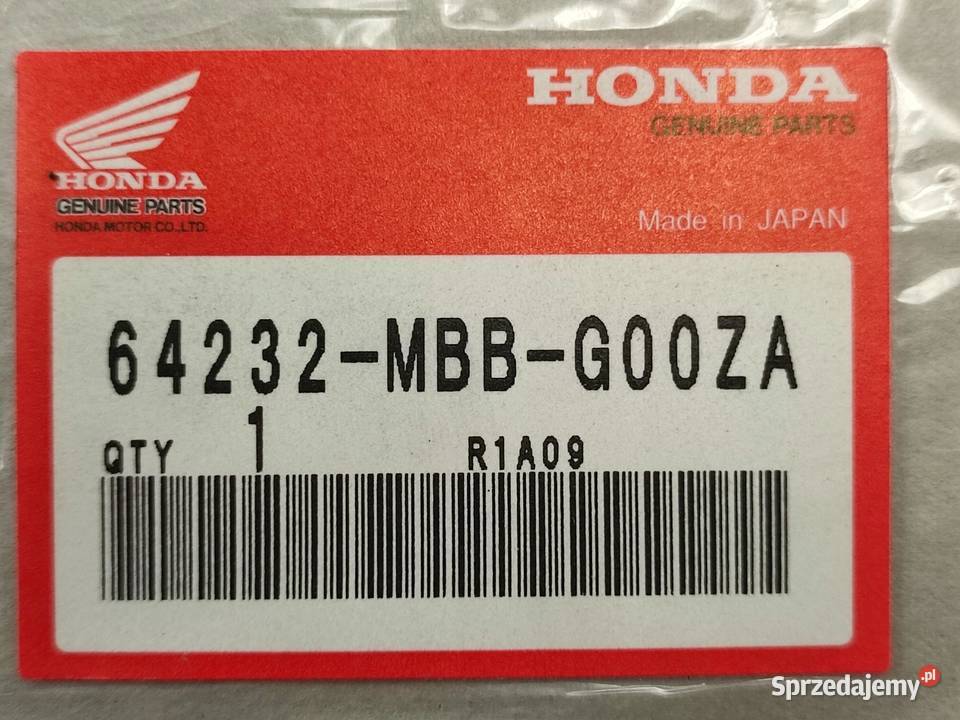 HONDA
GENUINE PARTS
HONDA
GENUINE PARTS
HONDA MOTOR CO.,LTD.
Made in JAPAN
64232-MBB-G00ZA
QTY 1 R1A09
Sprzedajemy.pl